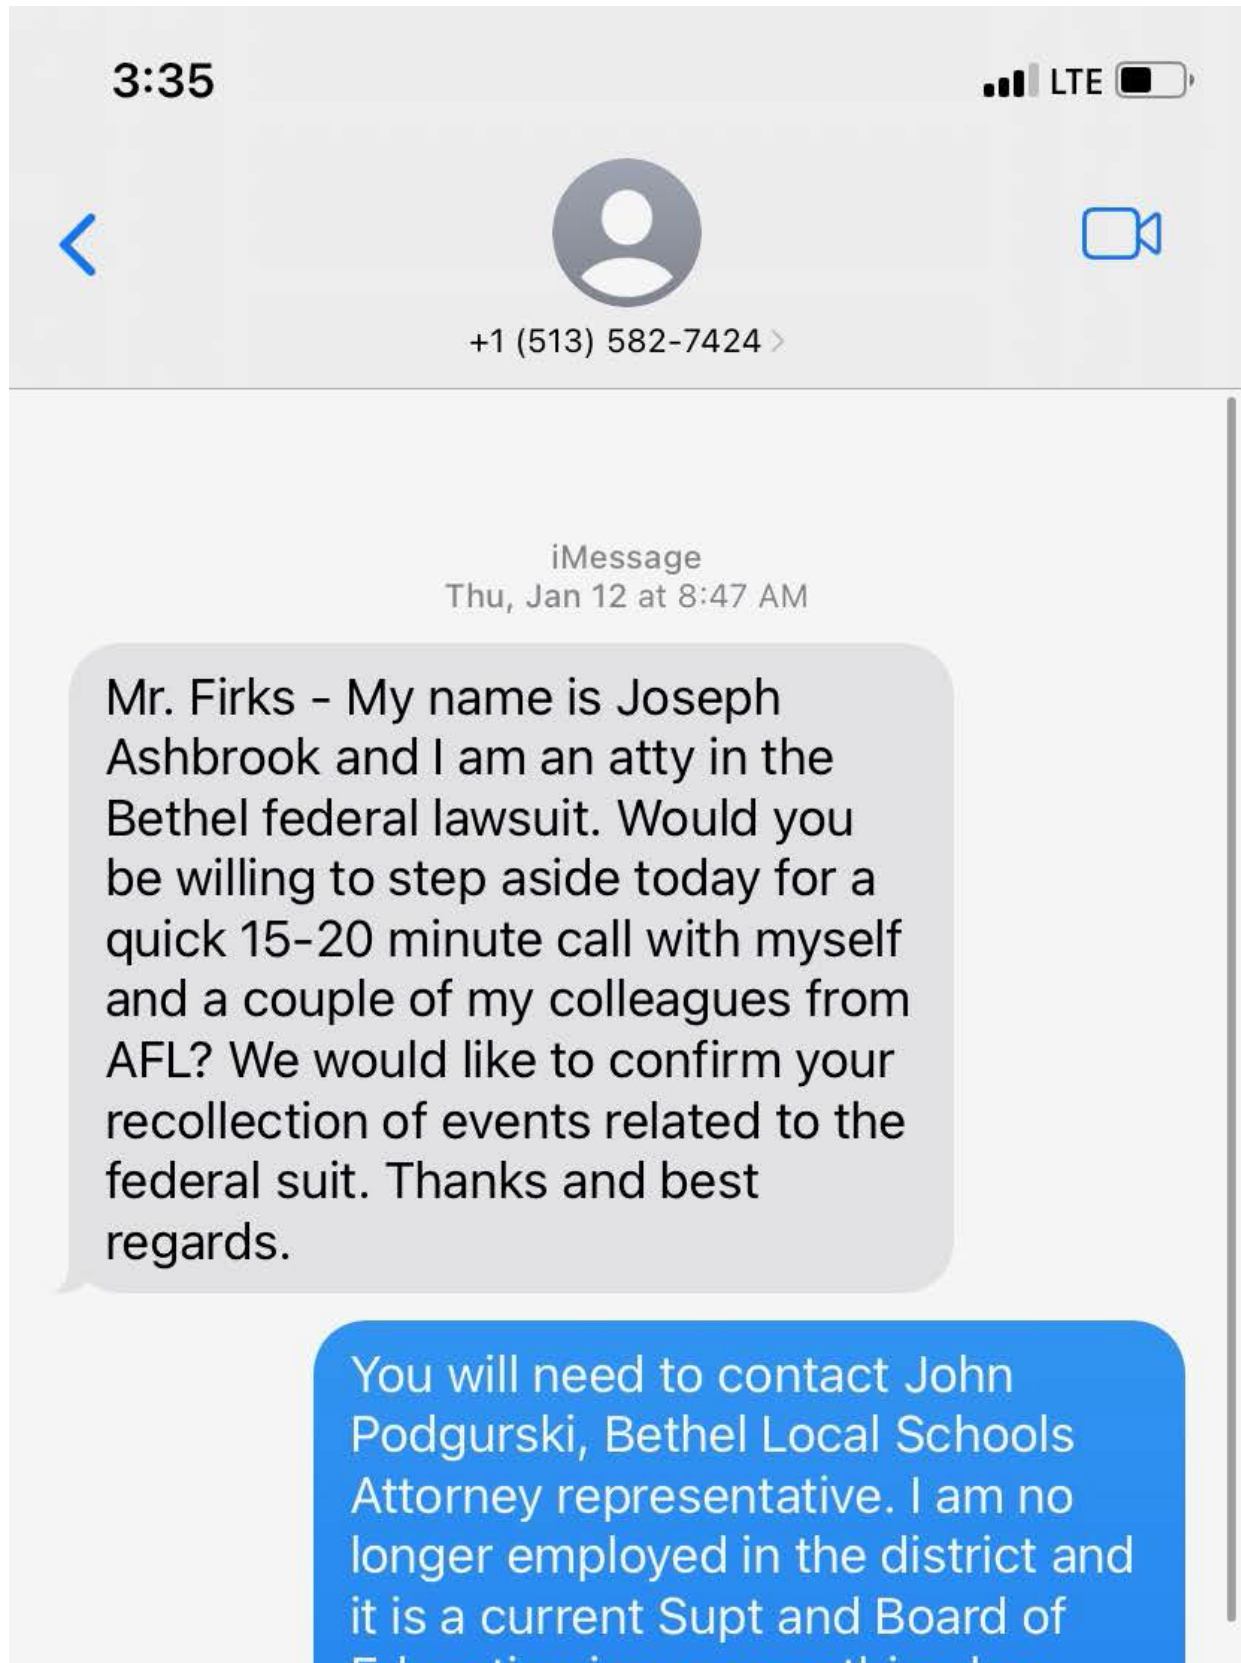 3:35
LTE
+1 (513) 582-7424
iMessage
Thu, Jan 12 at 8:47 AM
Mr. Firks - My name is Joseph
Ashbrook and I am an atty in the
Bethel federal lawsuit. Would you
be willing to step aside today for a
quick 15-20 minute call with myself
and a couple of my colleagues from
AFL? We would like to confirm your
recollection of events related to the
federal suit. Thanks and best
regards.
You will need to contact John
Podgurski, Bethel Local Schools
Attorney representative. I am no
longer employed in the district and
it is a current Supt and Board of